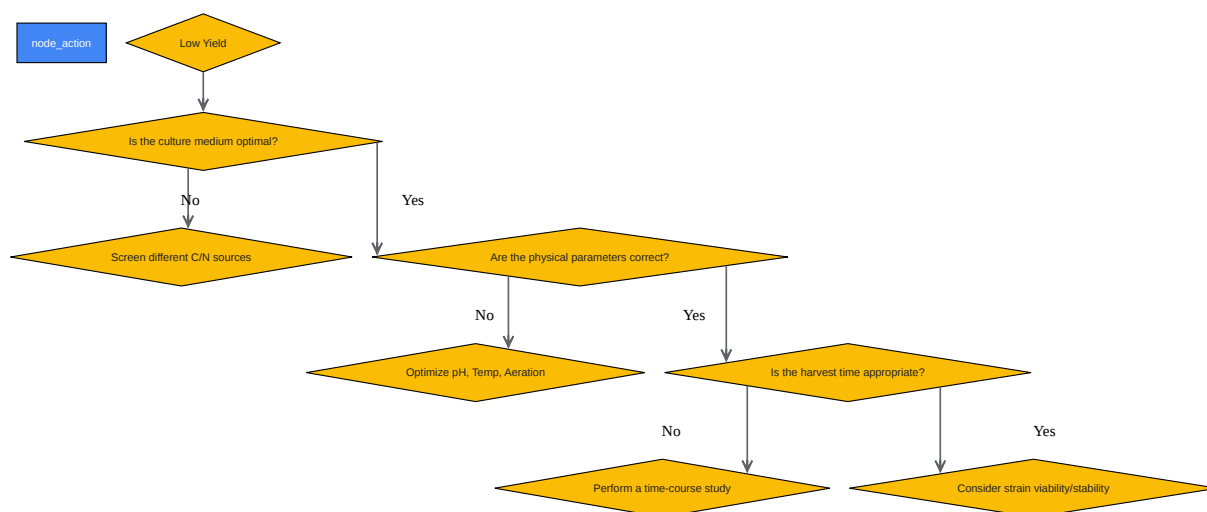 node_action
Low Yield
Is the culture medium optimal?
No
Yes
Screen different C/N sources
Are the physical parameters correct?
No
Yes
Optimize pH, Temp, Aeration
Is the harvest time appropriate?
No
Yes
Perform a time-course study
Consider strain viability/stability